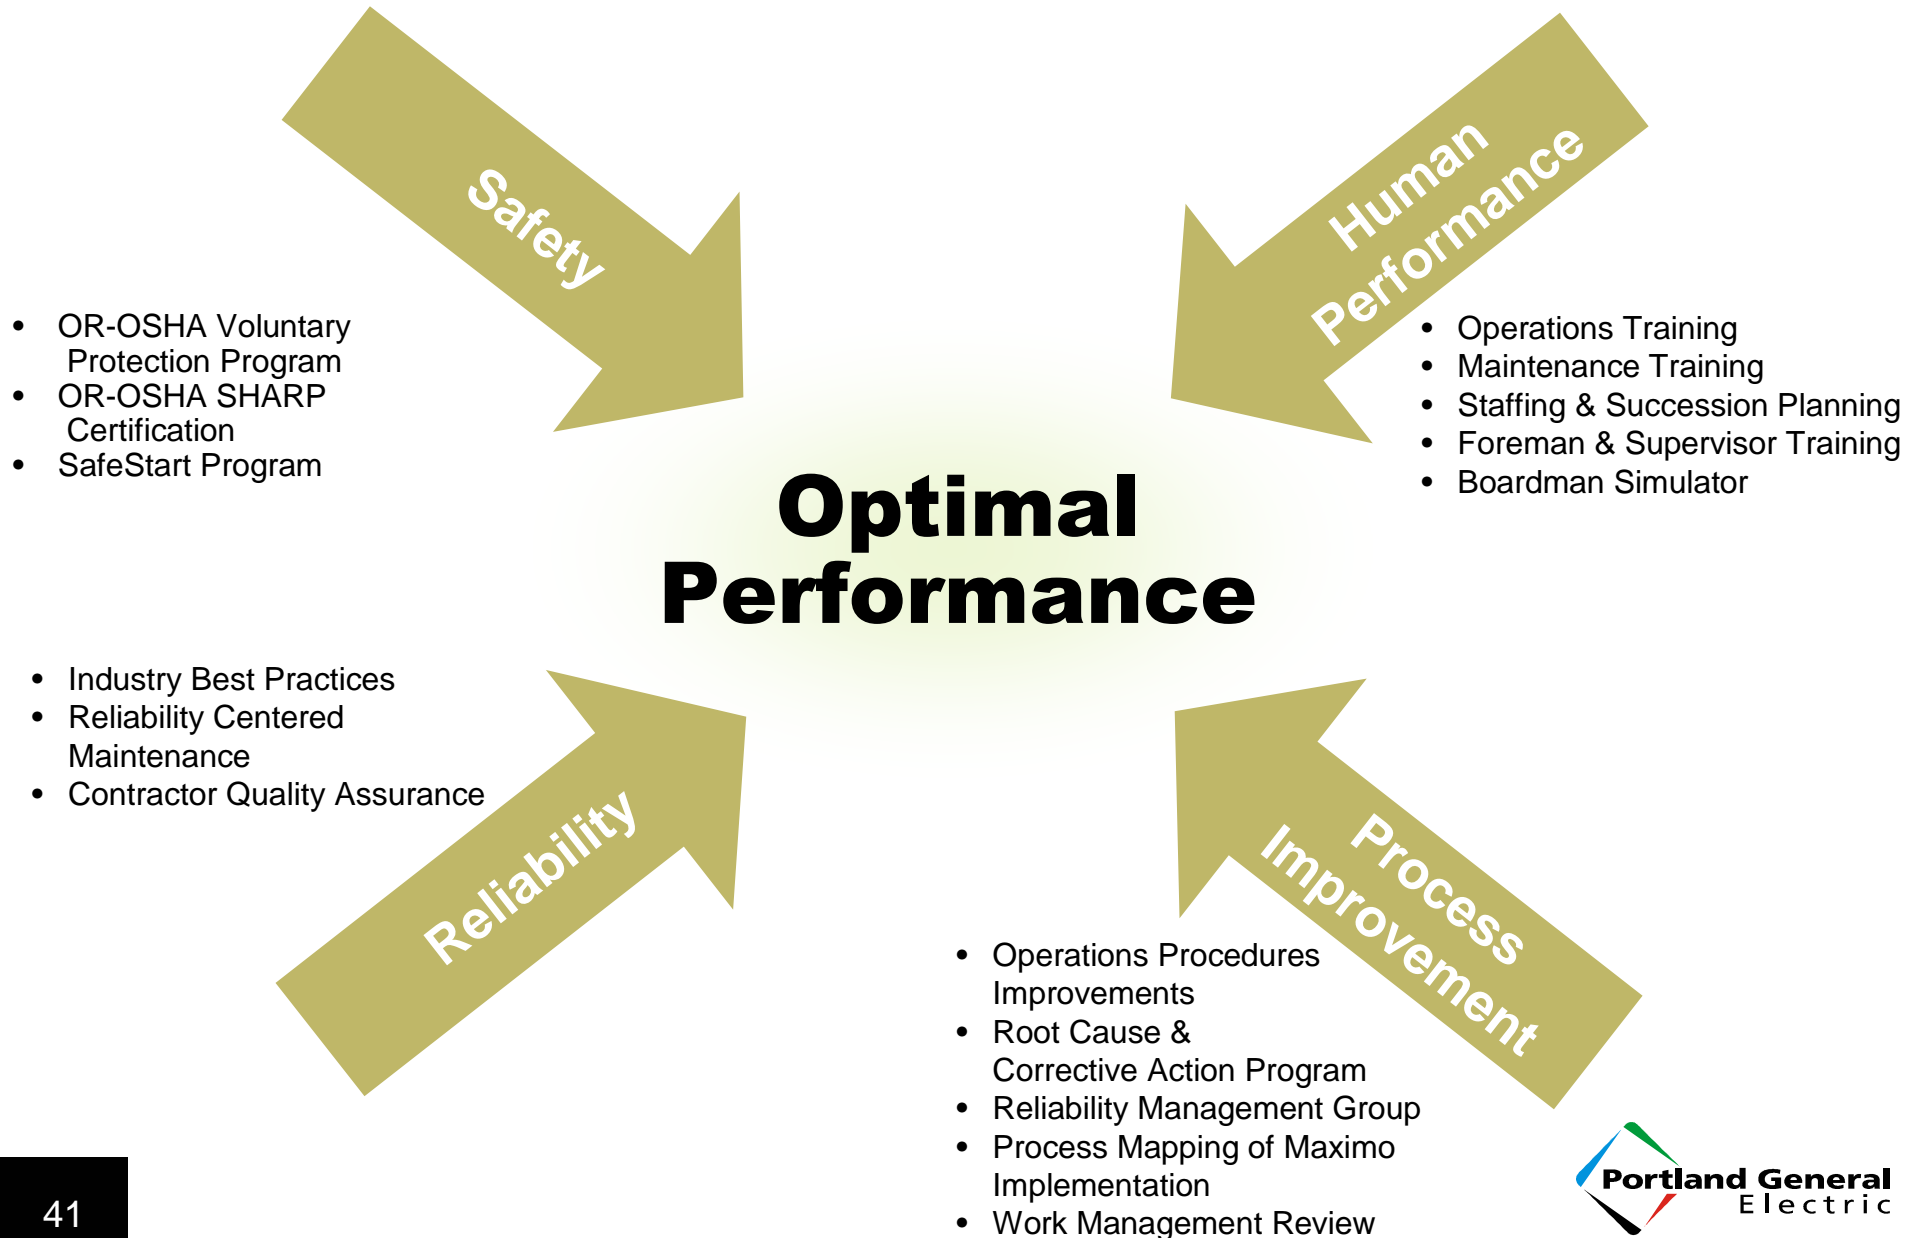 Safety
• OR-OSHA Voluntary
Protection Program
• OR-OSHA SHARP
Certification
• SafeStart Program
Human
Performance
• Operations Training
• Maintenance Training
• Staffing & Succession Planning
• Foreman & Supervisor Training
• Boardman Simulator
Optimal
Performance
• Industry Best Practices
• Reliability Centered
Maintenance
• Contractor Quality Assurance
Reliability
Process
Improvement
• Operations Procedures
Improvements
• Root Cause &
Corrective Action Program
• Reliability Management Group
• Process Mapping of Maximo
Implementation
• Work Management Review
41
Portland General
Electric